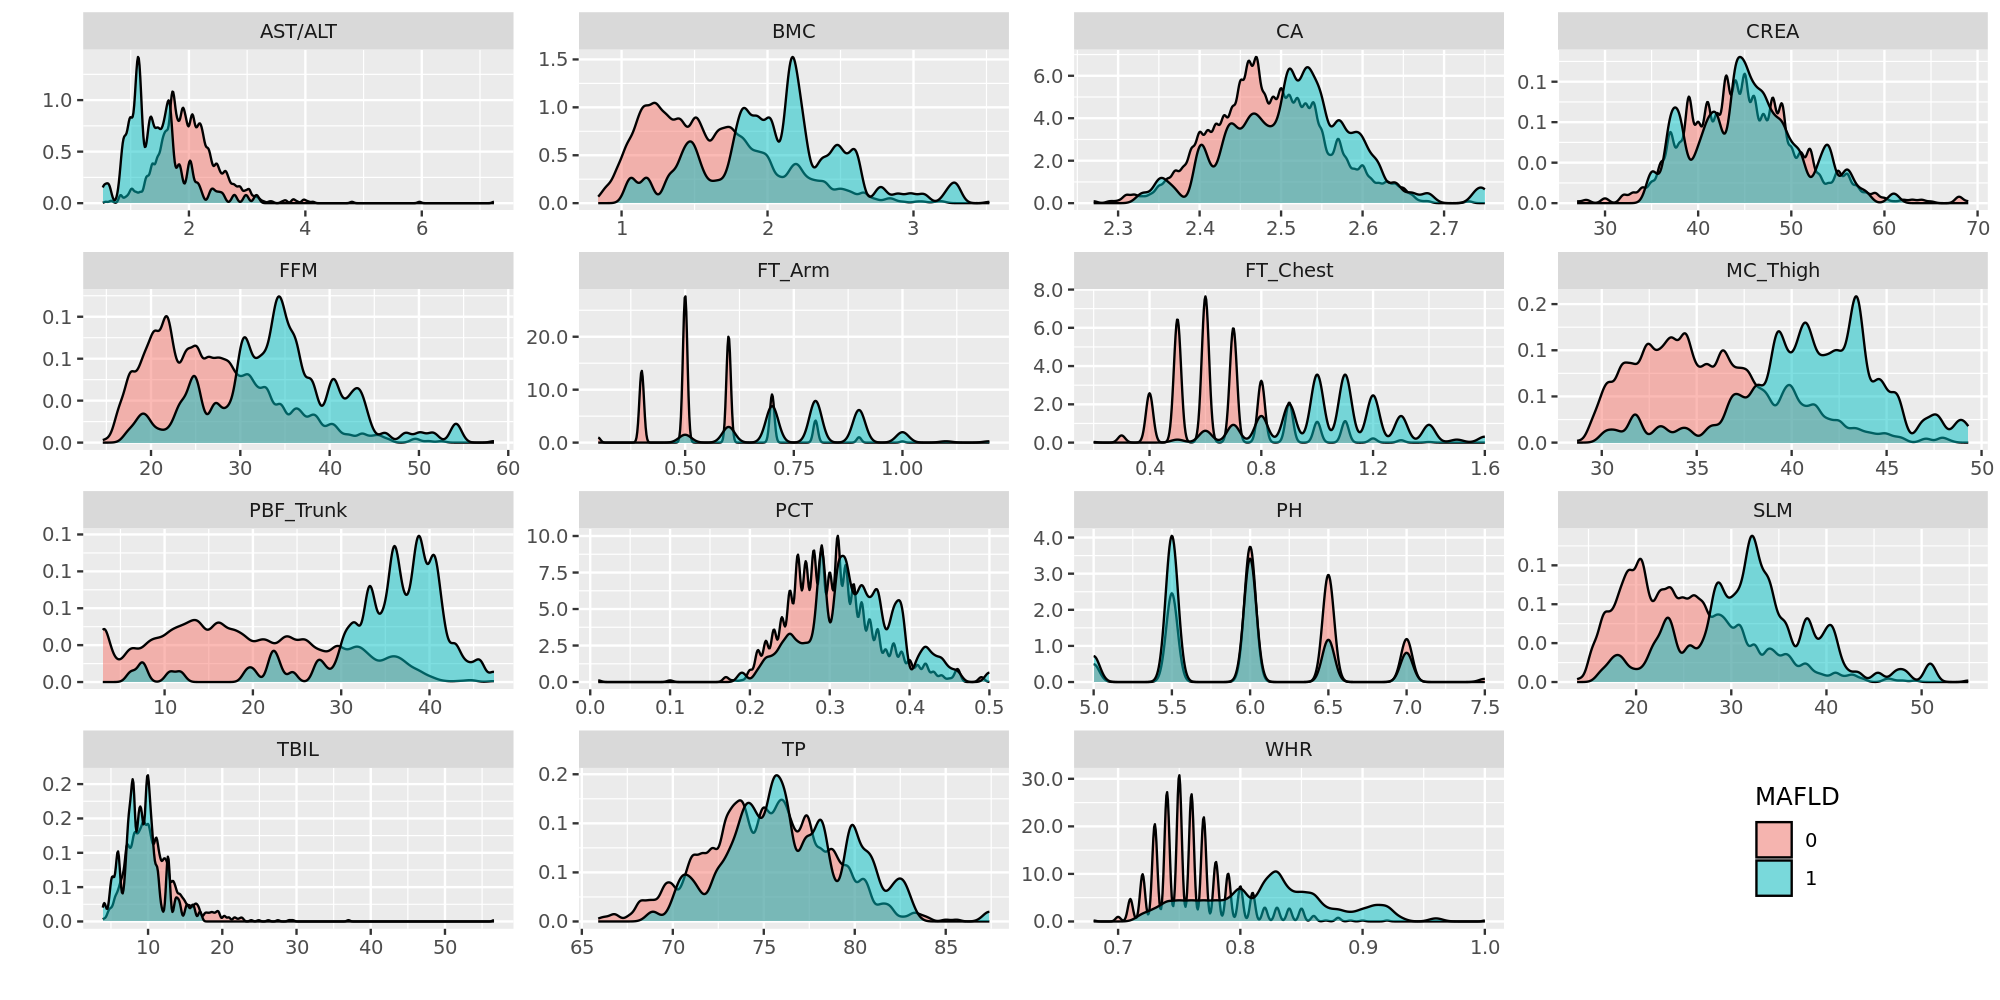 AST/ALT BMC CA CREA
1.0 0.5 0.0
2 4 6
1.5 1.0 0.5 0.0
1 2 3
6.0 4.0 2.0 0.0
2.3 2.4 2.5 2.6 2.7
0.1 0.1 0.0 0.0
30 40 50 60 70
FFM FT_Arm FT_Chest MC_Thigh
0.1 0.1 0.0 0.0
20 30 40 50 60
20.0 10.0 0.0
0.50 0.75 1.00
8.0 6.0 4.0 2.0 0.0
0.4 0.8 1.2 1.6
0.2 0.1 0.1 0.0
30 35 40 45 50
PBF_Trunk PCT PH SLM
0.1 0.1 0.1 0.0 0.0
10 20 30 40
10.0 7.5 5.0 2.5 0.0
0.0 0.1 0.2 0.3 0.4 0.5
4.0 3.0 2.0 1.0 0.0
5.0 5.5 6.0 6.5 7.0 7.5
0.1 0.1 0.0 0.0
20 30 40 50
TBIL TP WHR
0.2 0.2 0.1 0.1 0.0
10 20 30 40 50
0.2 0.1 0.1 0.0
65 70 75 80 85
30.0 20.0 10.0 0.0
0.7 0.8 0.9 1.0
MAFLD
0
1